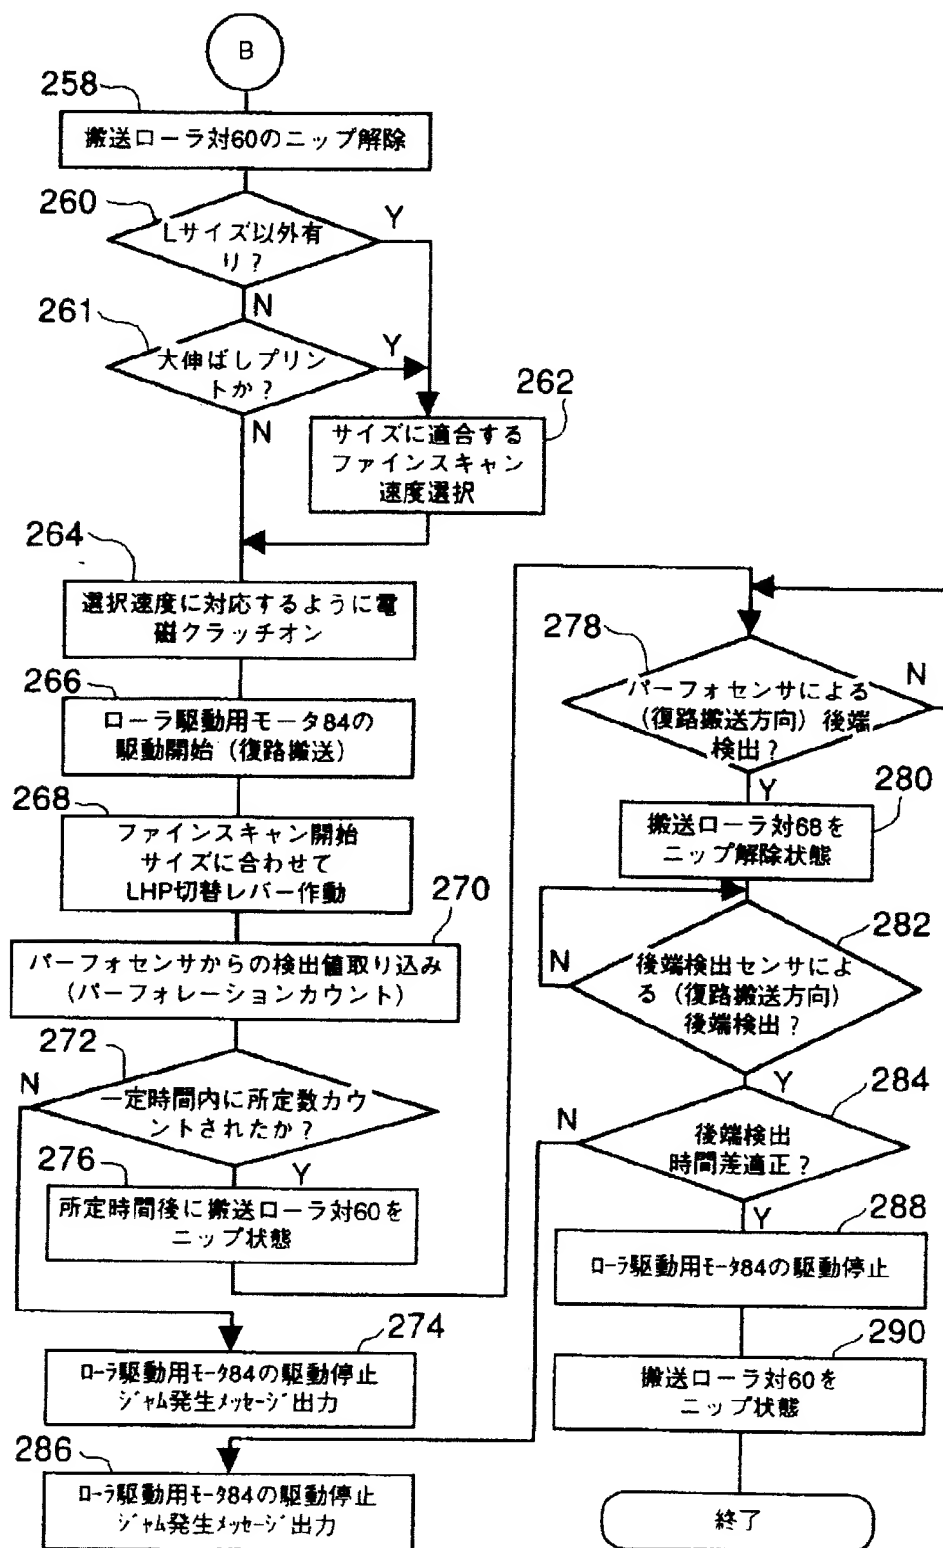 B
258
搬送ローラ対60のニップ解除
260
Lサイズ以外有
り?
Y
N
261
大伸ばしプリン
トか?
Y
N
262
サイズに適合する
ファインスキャン
速度選択
264
選択速度に対応するように電
磁クラッチオン
266
ローラ駆動用モータ84の
駆動開始(復路搬送)
268
ファインスキャン開始
サイズに合わせて
LHP切替レバー作動
270
パーフォセンサからの検出値取り込み
(パーフォレーションカウント)
272
N
一定時間内に所定数カウ
ントされたか?
Y
276
所定時間後に搬送ローラ対60を
ニップ状態
274
ローラ駆動用モータ84の駆動停止
ジャム発生メッセージ出力
286
ローラ駆動用モータ84の駆動停止
ジャム発生メッセージ出力
278
パーフォセンサによる
(復路搬送方向)後端
検出?
N
Y
280
搬送ローラ対68を
ニップ解除状態
282
N
後端検出センサによ
る(復路搬送方向)
後端検出?
Y
284
N
後端検出
時間差適正?
Y
288
ローラ駆動用モータ84の駆動停止
290
搬送ローラ対60を
ニップ状態
終了